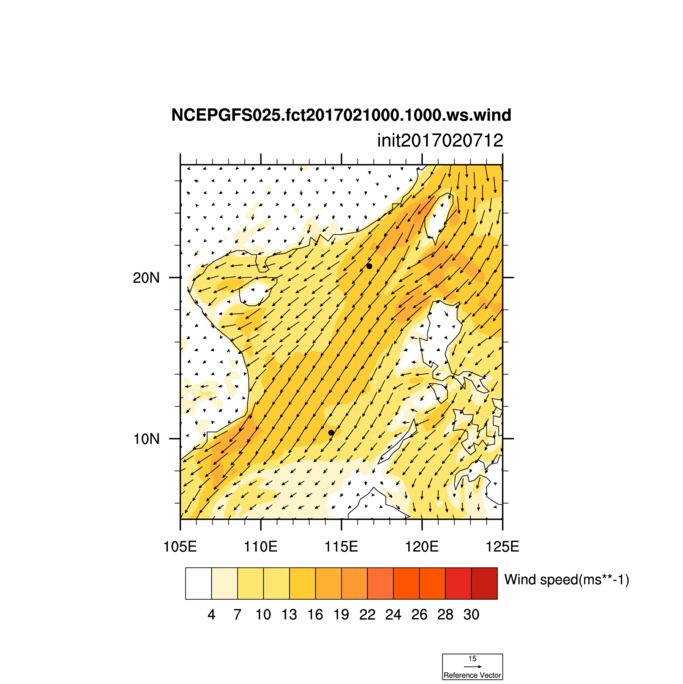 NCEPGFS025.fct2017021000.1000.ws.wind
init2017020712
20N
10N
105E 110E 115E 120E 125E
Wind speed(ms**-1)
4 7 10 13 16 19 22 24 26 28 30
15
Reference Vector